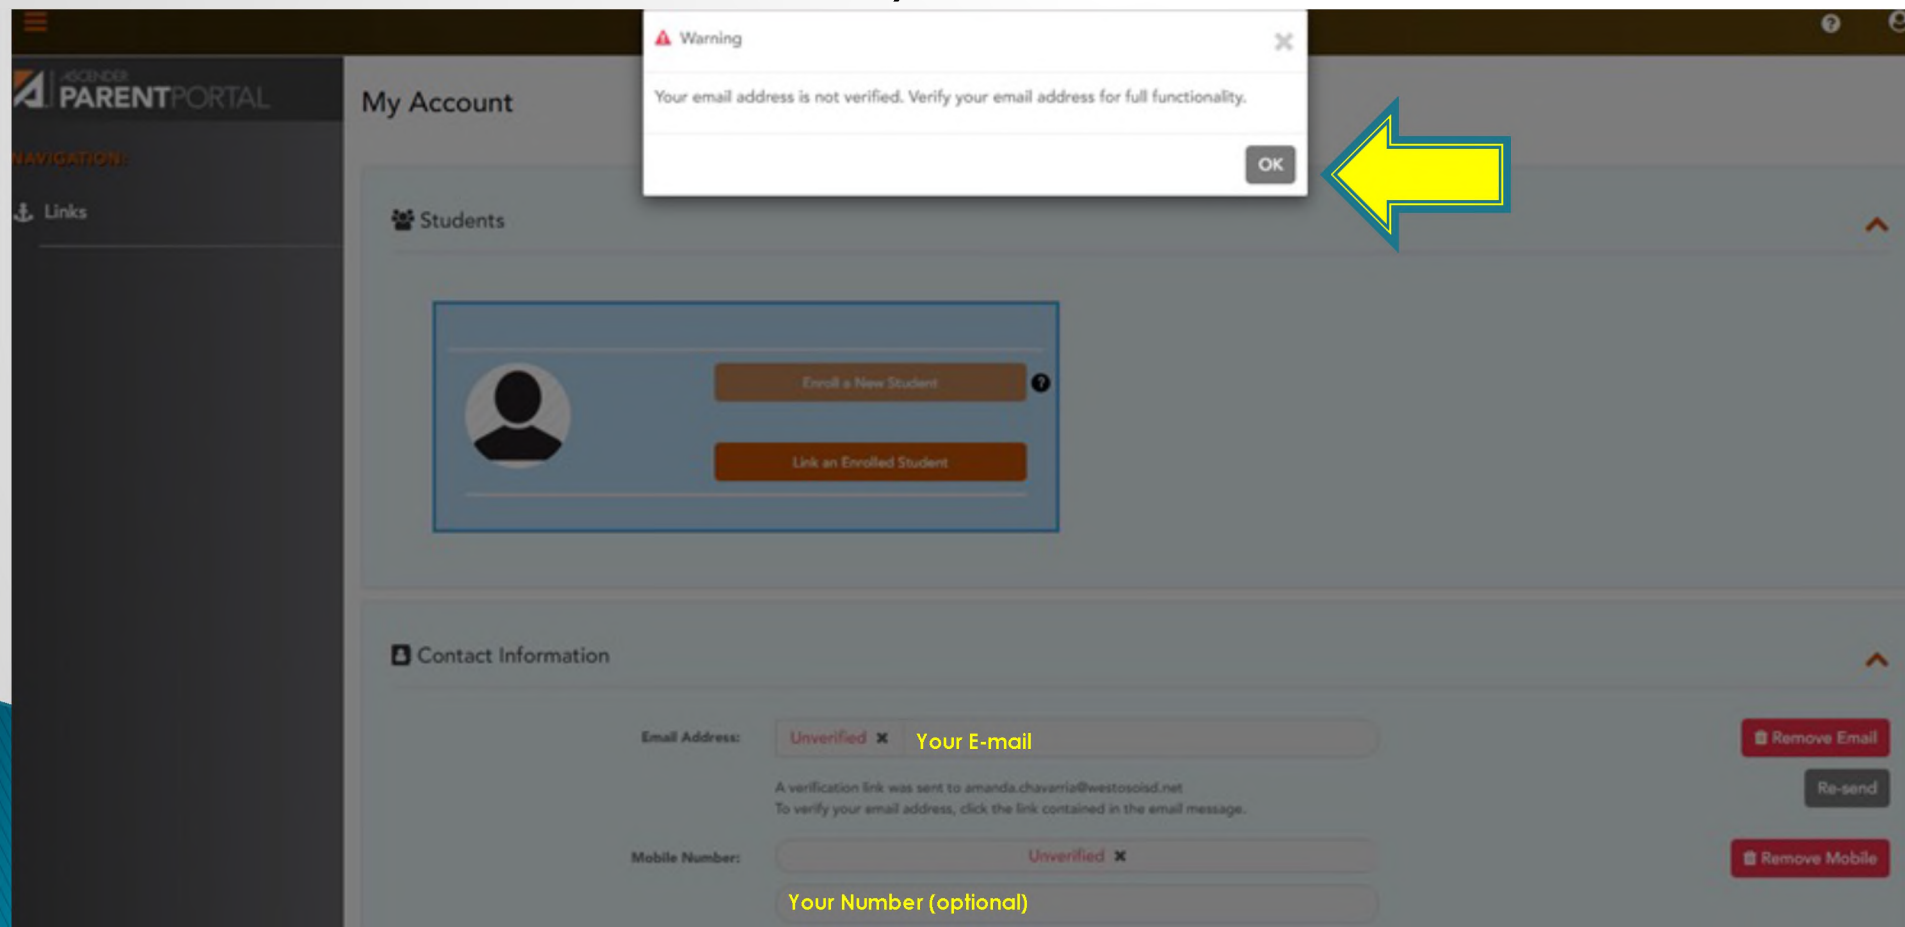 Warning
Your email address is not verified. Verify your email address for full functionality.
OK
ASCENDER
PARENTPORTAL
NAVIGATION:
Links
My Account
Students
Enroll a New Student
Link an Enrolled Student
Contact Information
Email Address:
Unverified
Your E-mail
Remove Email
A verification link was sent to amanda.chavarria@westosoisd.net
Re-send
To verify your email address, click the link contained in the email message.
Mobile Number:
Unverified
Remove Mobile
Your Number (optional)